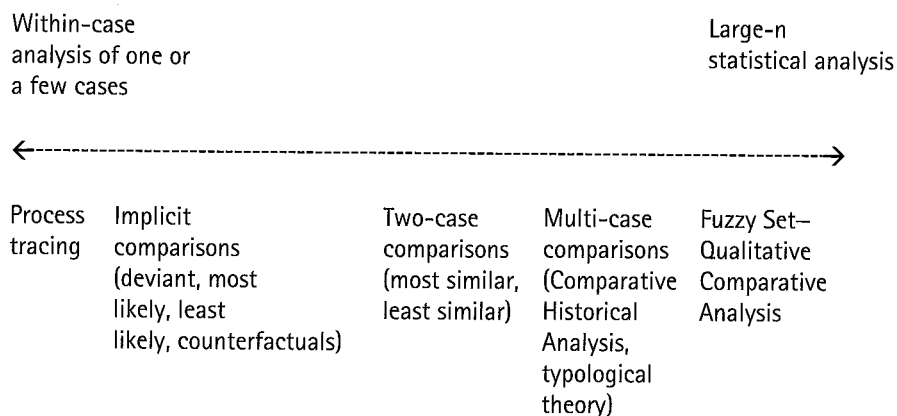 Within-case
analysis of one or
a few cases
Large-n
statistical analysis
Process
tracing
Implicit
comparisons
(deviant, most
likely, least
likely, counterfactuals)
Two-case
comparisons
(most similar,
least similar)
Multi-case
comparisons
(Comparative
Historical
Analysis,
typological
theory)
Fuzzy Set–
Qualitative
Comparative
Analysis